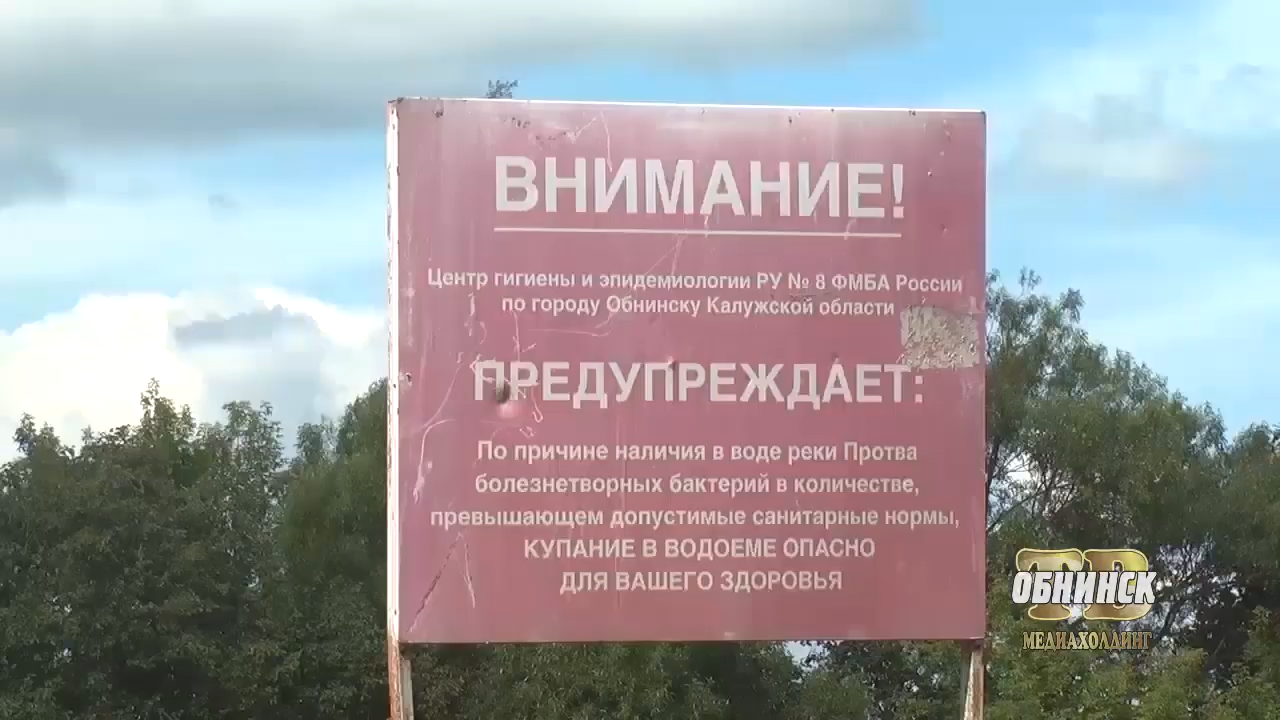 ВНИМАНИЕ!
Центр гигиены и эпидемиологии РУ № 8 ФМБА России
по городу Обнинску Калужской области
ПРЕДУПРЕЖДАЕТ:
По причине наличия в воде реки Протва
болезнетворных бактерий в количестве,
превышающем допустимые санитарные нормы,
КУПАНИЕ В ВОДОЕМЕ ОПАСНО
ДЛЯ ВАШЕГО ЗДОРОВЬЯ
ТВ
ОБНИНСК
МЕДИАХОЛДИНГ